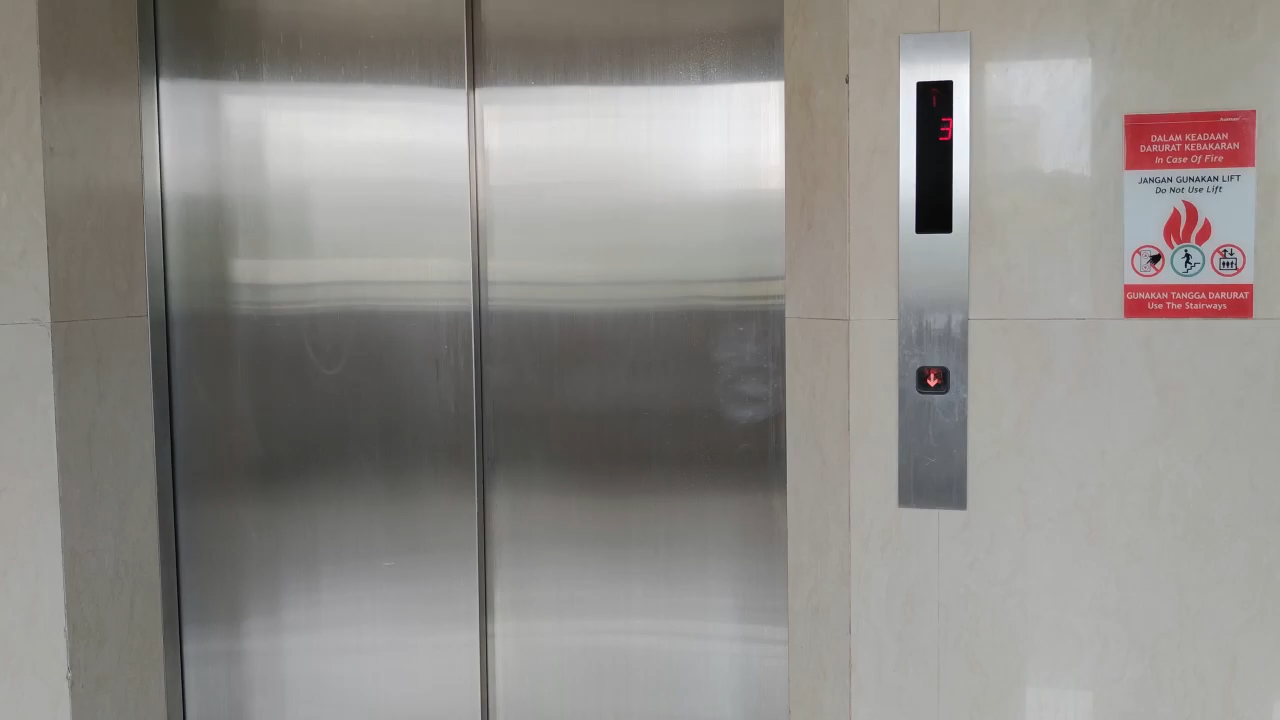 3
DALAM KEADAAN
DARURAT KEBAKARAN
In Case Of Fire
JANGAN GUNAKAN LIFT
Do Not Use Lift
GUNAKAN TANGGA DARURAT
Use The Stairways